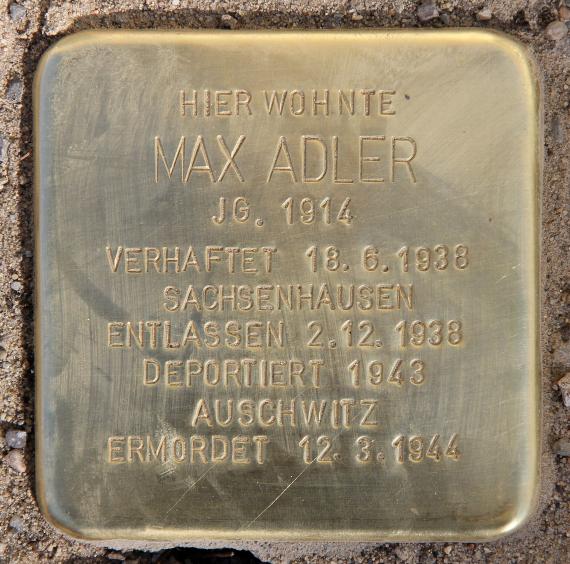 HIER WOHNTE
MAX ADLER
JG. 1914
VERHAFTET 18.6.1938
SACHSENHAUSEN
ENTLASSEN 2.12.1938
DEPORTIERT 1943
AUSCHWITZ
ERMORDET 12.3.1944